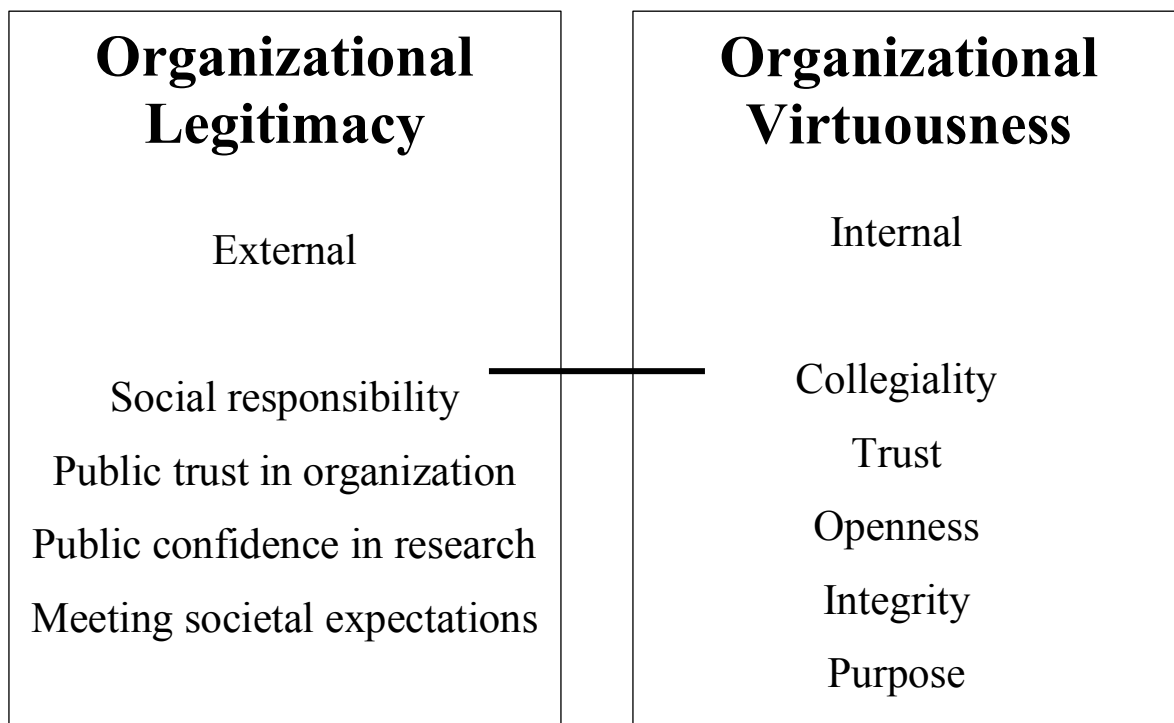 Organizational
Legitimacy
External
Social responsibility
Public trust in organization
Public confidence in research
Meeting societal expectations
Organizational
Virtuousness
Internal
Collegiality
Trust
Openness
Integrity
Purpose